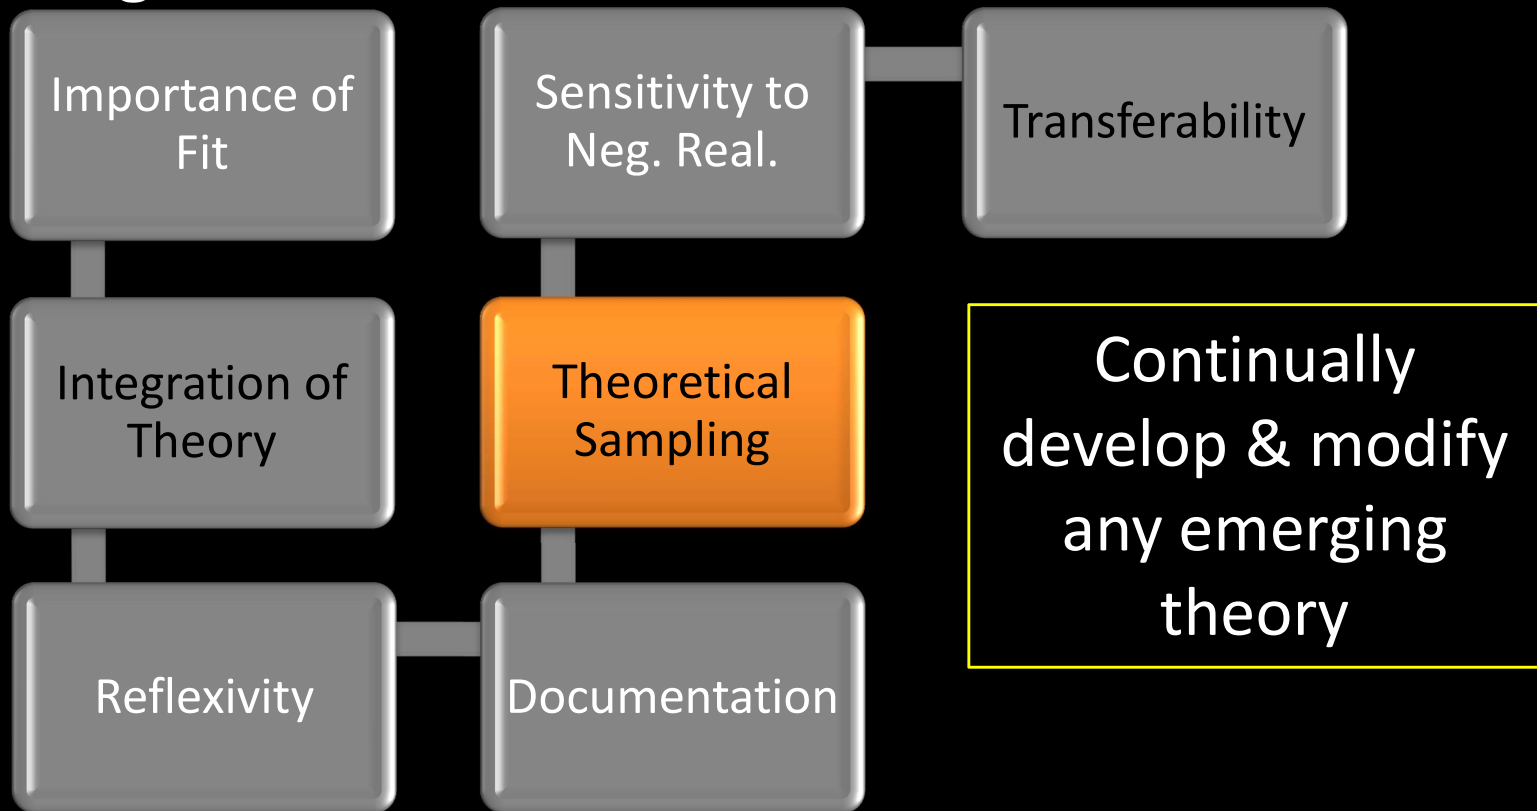 Importance of
Fit
Integration of
Theory
Reflexivity
Documentation
Theoretical
Sampling
Sensitivity to
Neg. Real.
Transferability
Continually
develop & modify
any emerging
theory